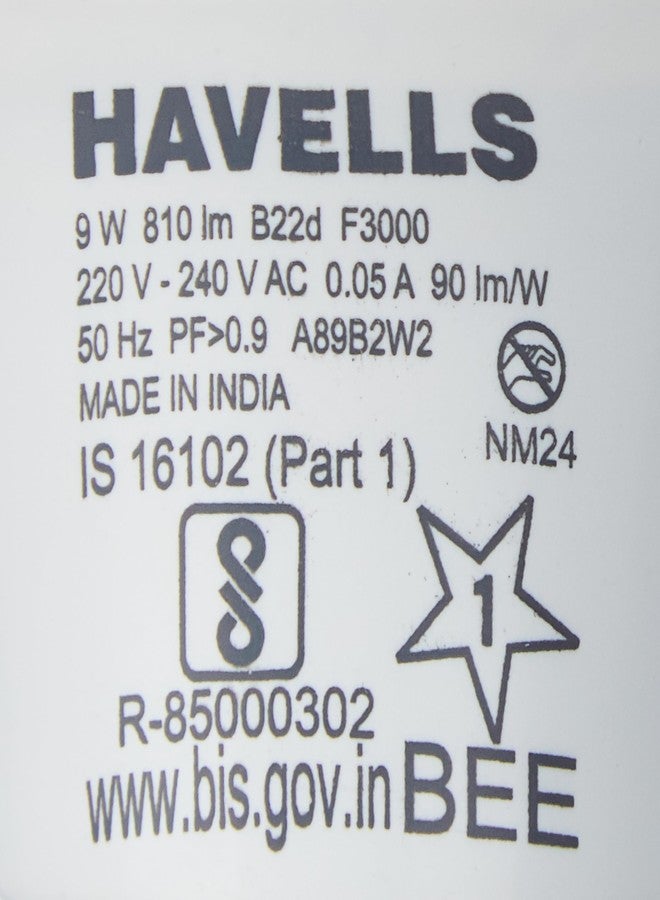 HAVELLS
9 W 810 lm B22d F3000
220 V - 240 V AC 0.05 A 90 lm/W
50 Hz PF>0.9 A89B2W2
MADE IN INDIA
IS 16102 (Part 1)
NM24
1
R-85000302
www.bis.gov.in
BEE